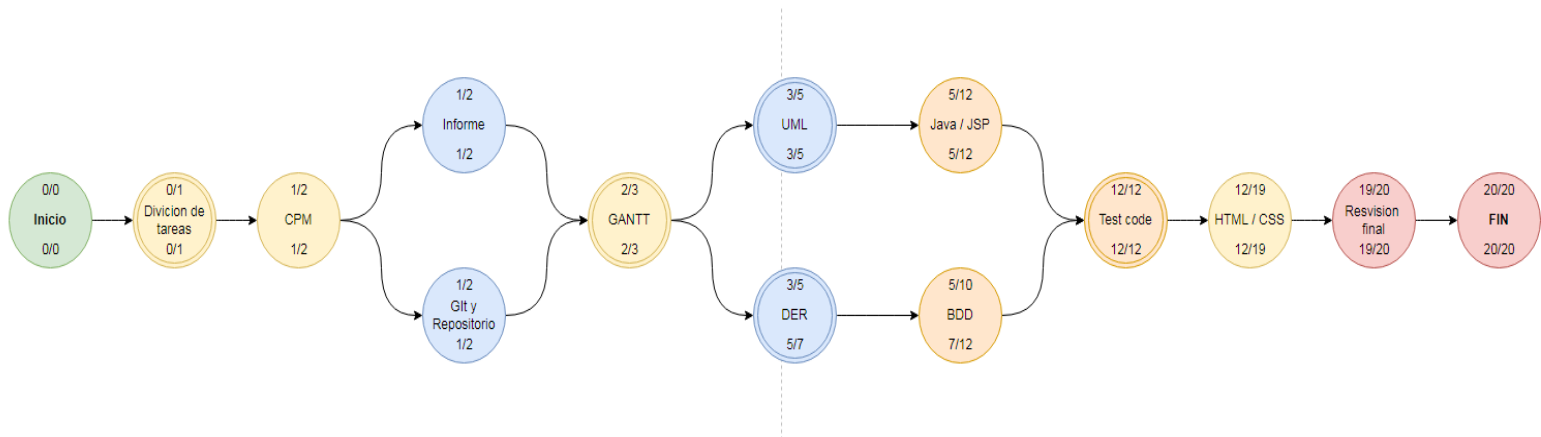 0/0
Inicio
0/0
0/1
Divicion de
tareas
0/1
1/2
CPM
1/2
1/2
Informe
1/2
1/2
GIt y
Repositorio
1/2
2/3
GANTT
2/3
3/5
UML
3/5
3/5
DER
5/7
5/12
Java / JSP
5/12
5/10
BDD
7/12
12/12
Test code
12/12
12/19
HTML / CSS
12/19
19/20
Resvision
final
19/20
20/20
FIN
20/20